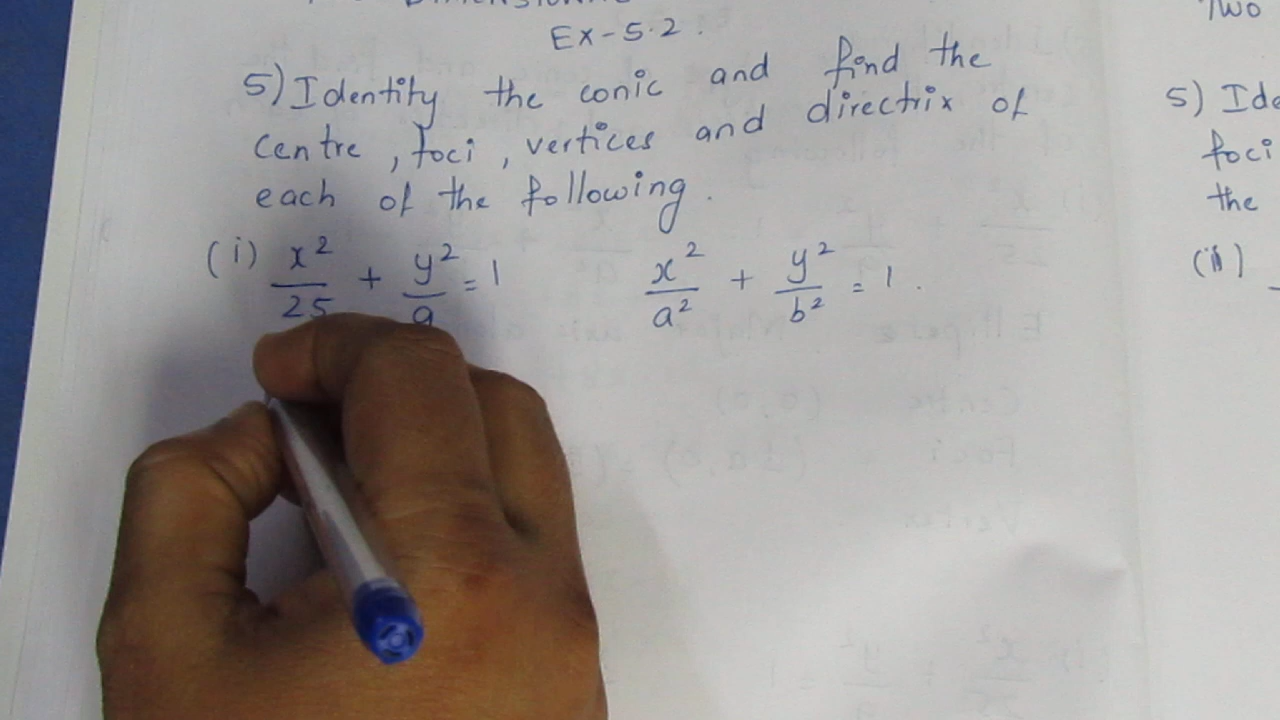 Ex-5.2.
5) Identity the conic and find the
Centre, foci, vertices and directrix of
each of the following.
(i) x²/25 + y²/9 = 1    x²/a² + y²/b² = 1.
Two
5) Ide
foci
the
(ii)